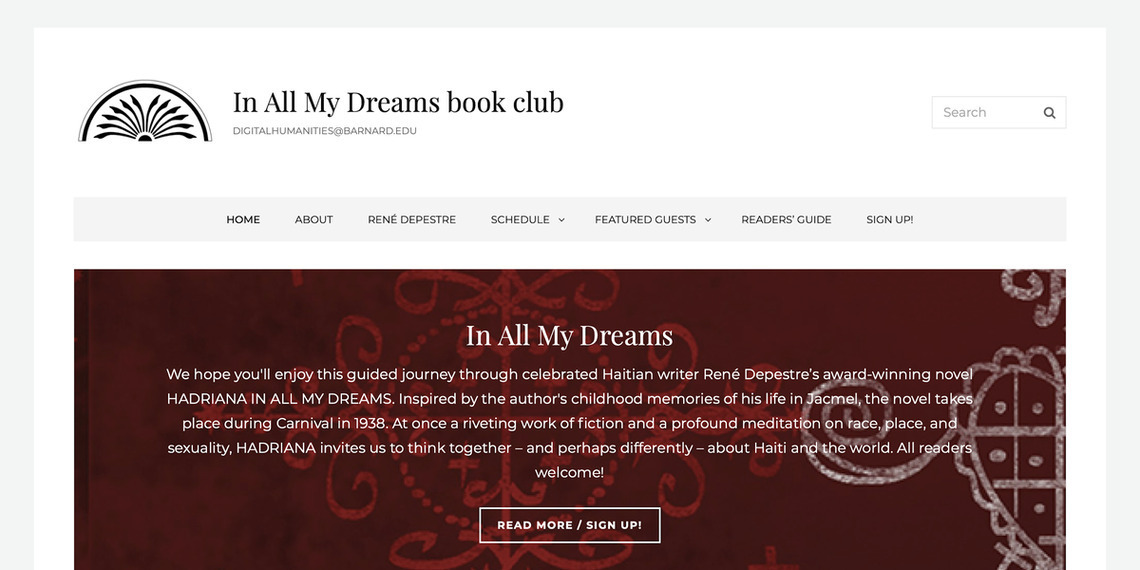 In All My Dreams book club
DIGITALHUMANITIES@BARNARD.EDU
Search
HOME ABOUT RENÉ DEPESTRE SCHEDULE FEATURED GUESTS READERS’ GUIDE SIGN UP!
In All My Dreams
We hope you'll enjoy this guided journey through celebrated Haitian writer René Depestre’s award-winning novel
HADRIANA IN ALL MY DREAMS. Inspired by the author's childhood memories of his life in Jacmel, the novel takes
place during Carnival in 1938. At once a riveting work of fiction and a profound meditation on race, place, and
sexuality, HADRIANA invites us to think together – and perhaps differently – about Haiti and the world. All readers
welcome!
READ MORE / SIGN UP!